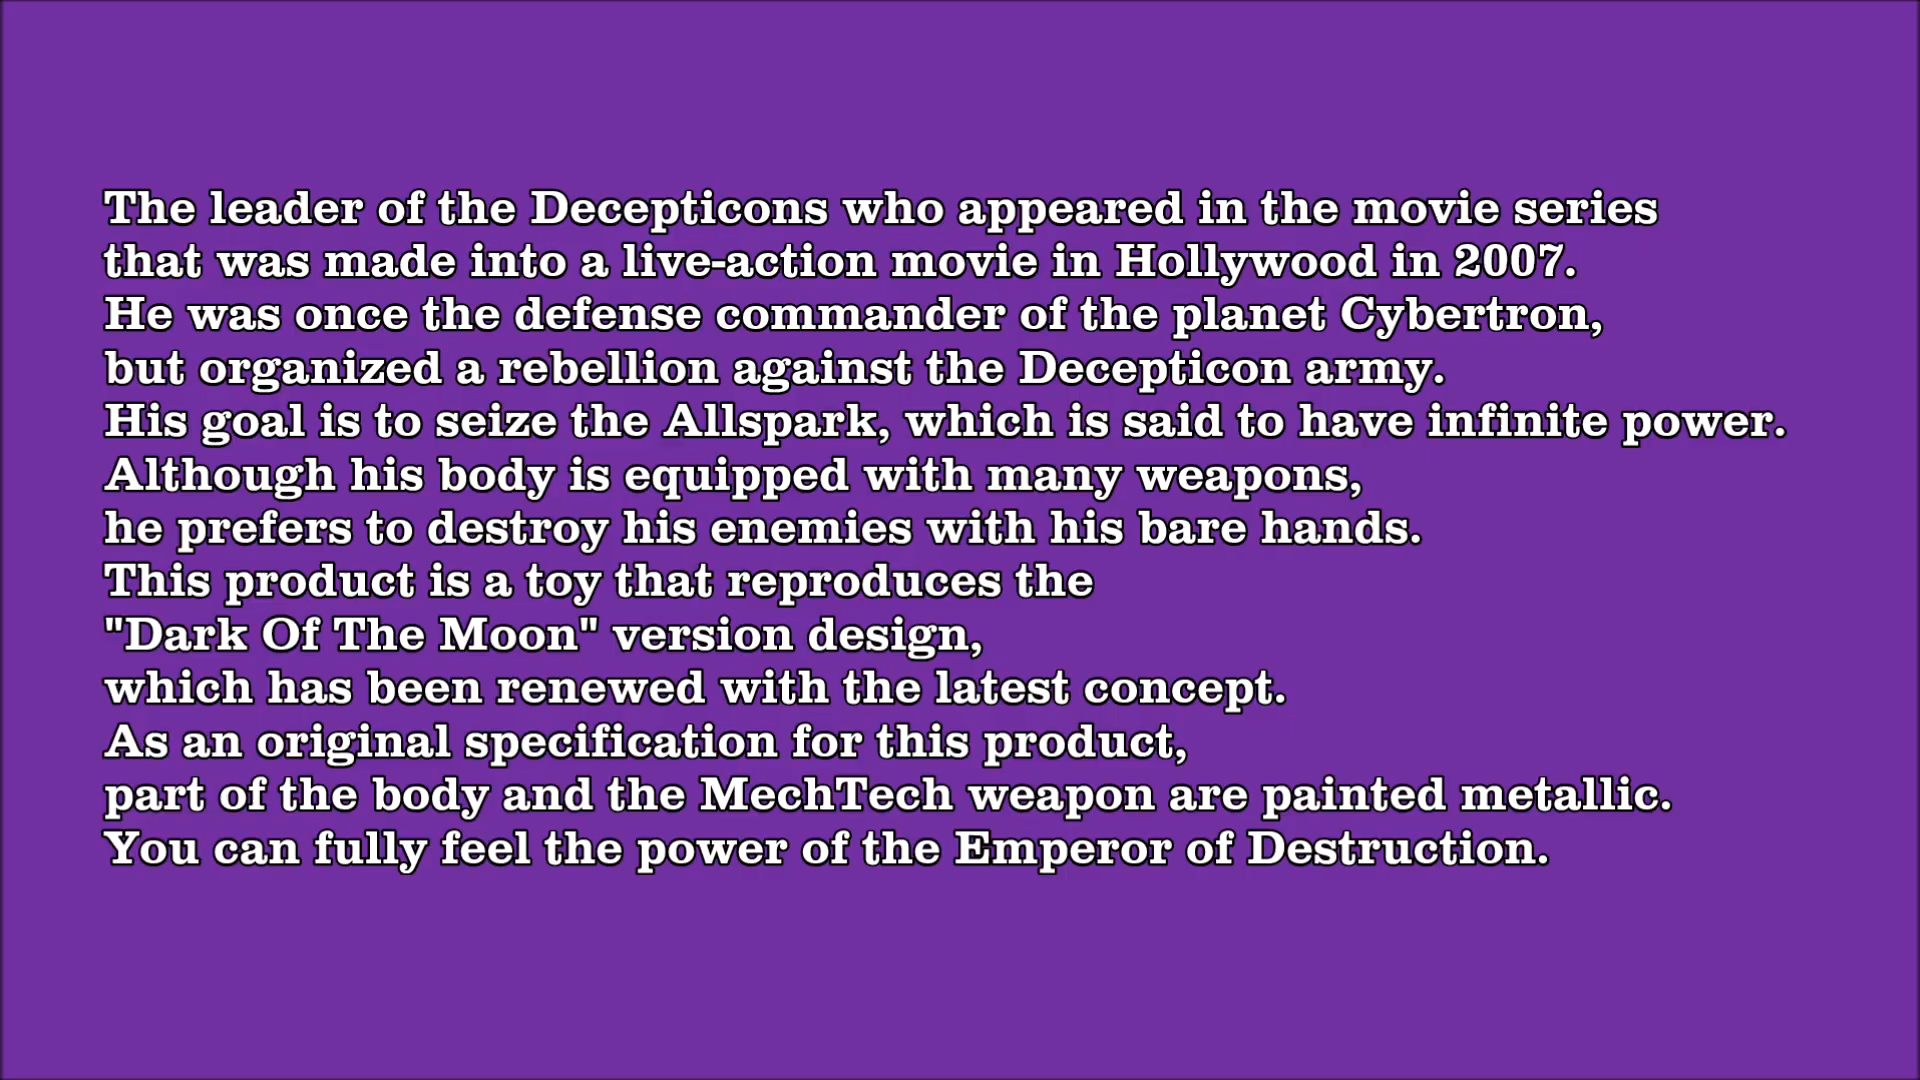 The leader of the Decepticons who appeared in the movie series
that was made into a live-action movie in Hollywood in 2007.
He was once the defense commander of the planet Cybertron,
but organized a rebellion against the Decepticon army.
His goal is to seize the Allspark, which is said to have infinite power.
Although his body is equipped with many weapons,
he prefers to destroy his enemies with his bare hands.
This product is a toy that reproduces the
"Dark Of The Moon" version design,
which has been renewed with the latest concept.
As an original specification for this product,
part of the body and the MechTech weapon are painted metallic.
You can fully feel the power of the Emperor of Destruction.